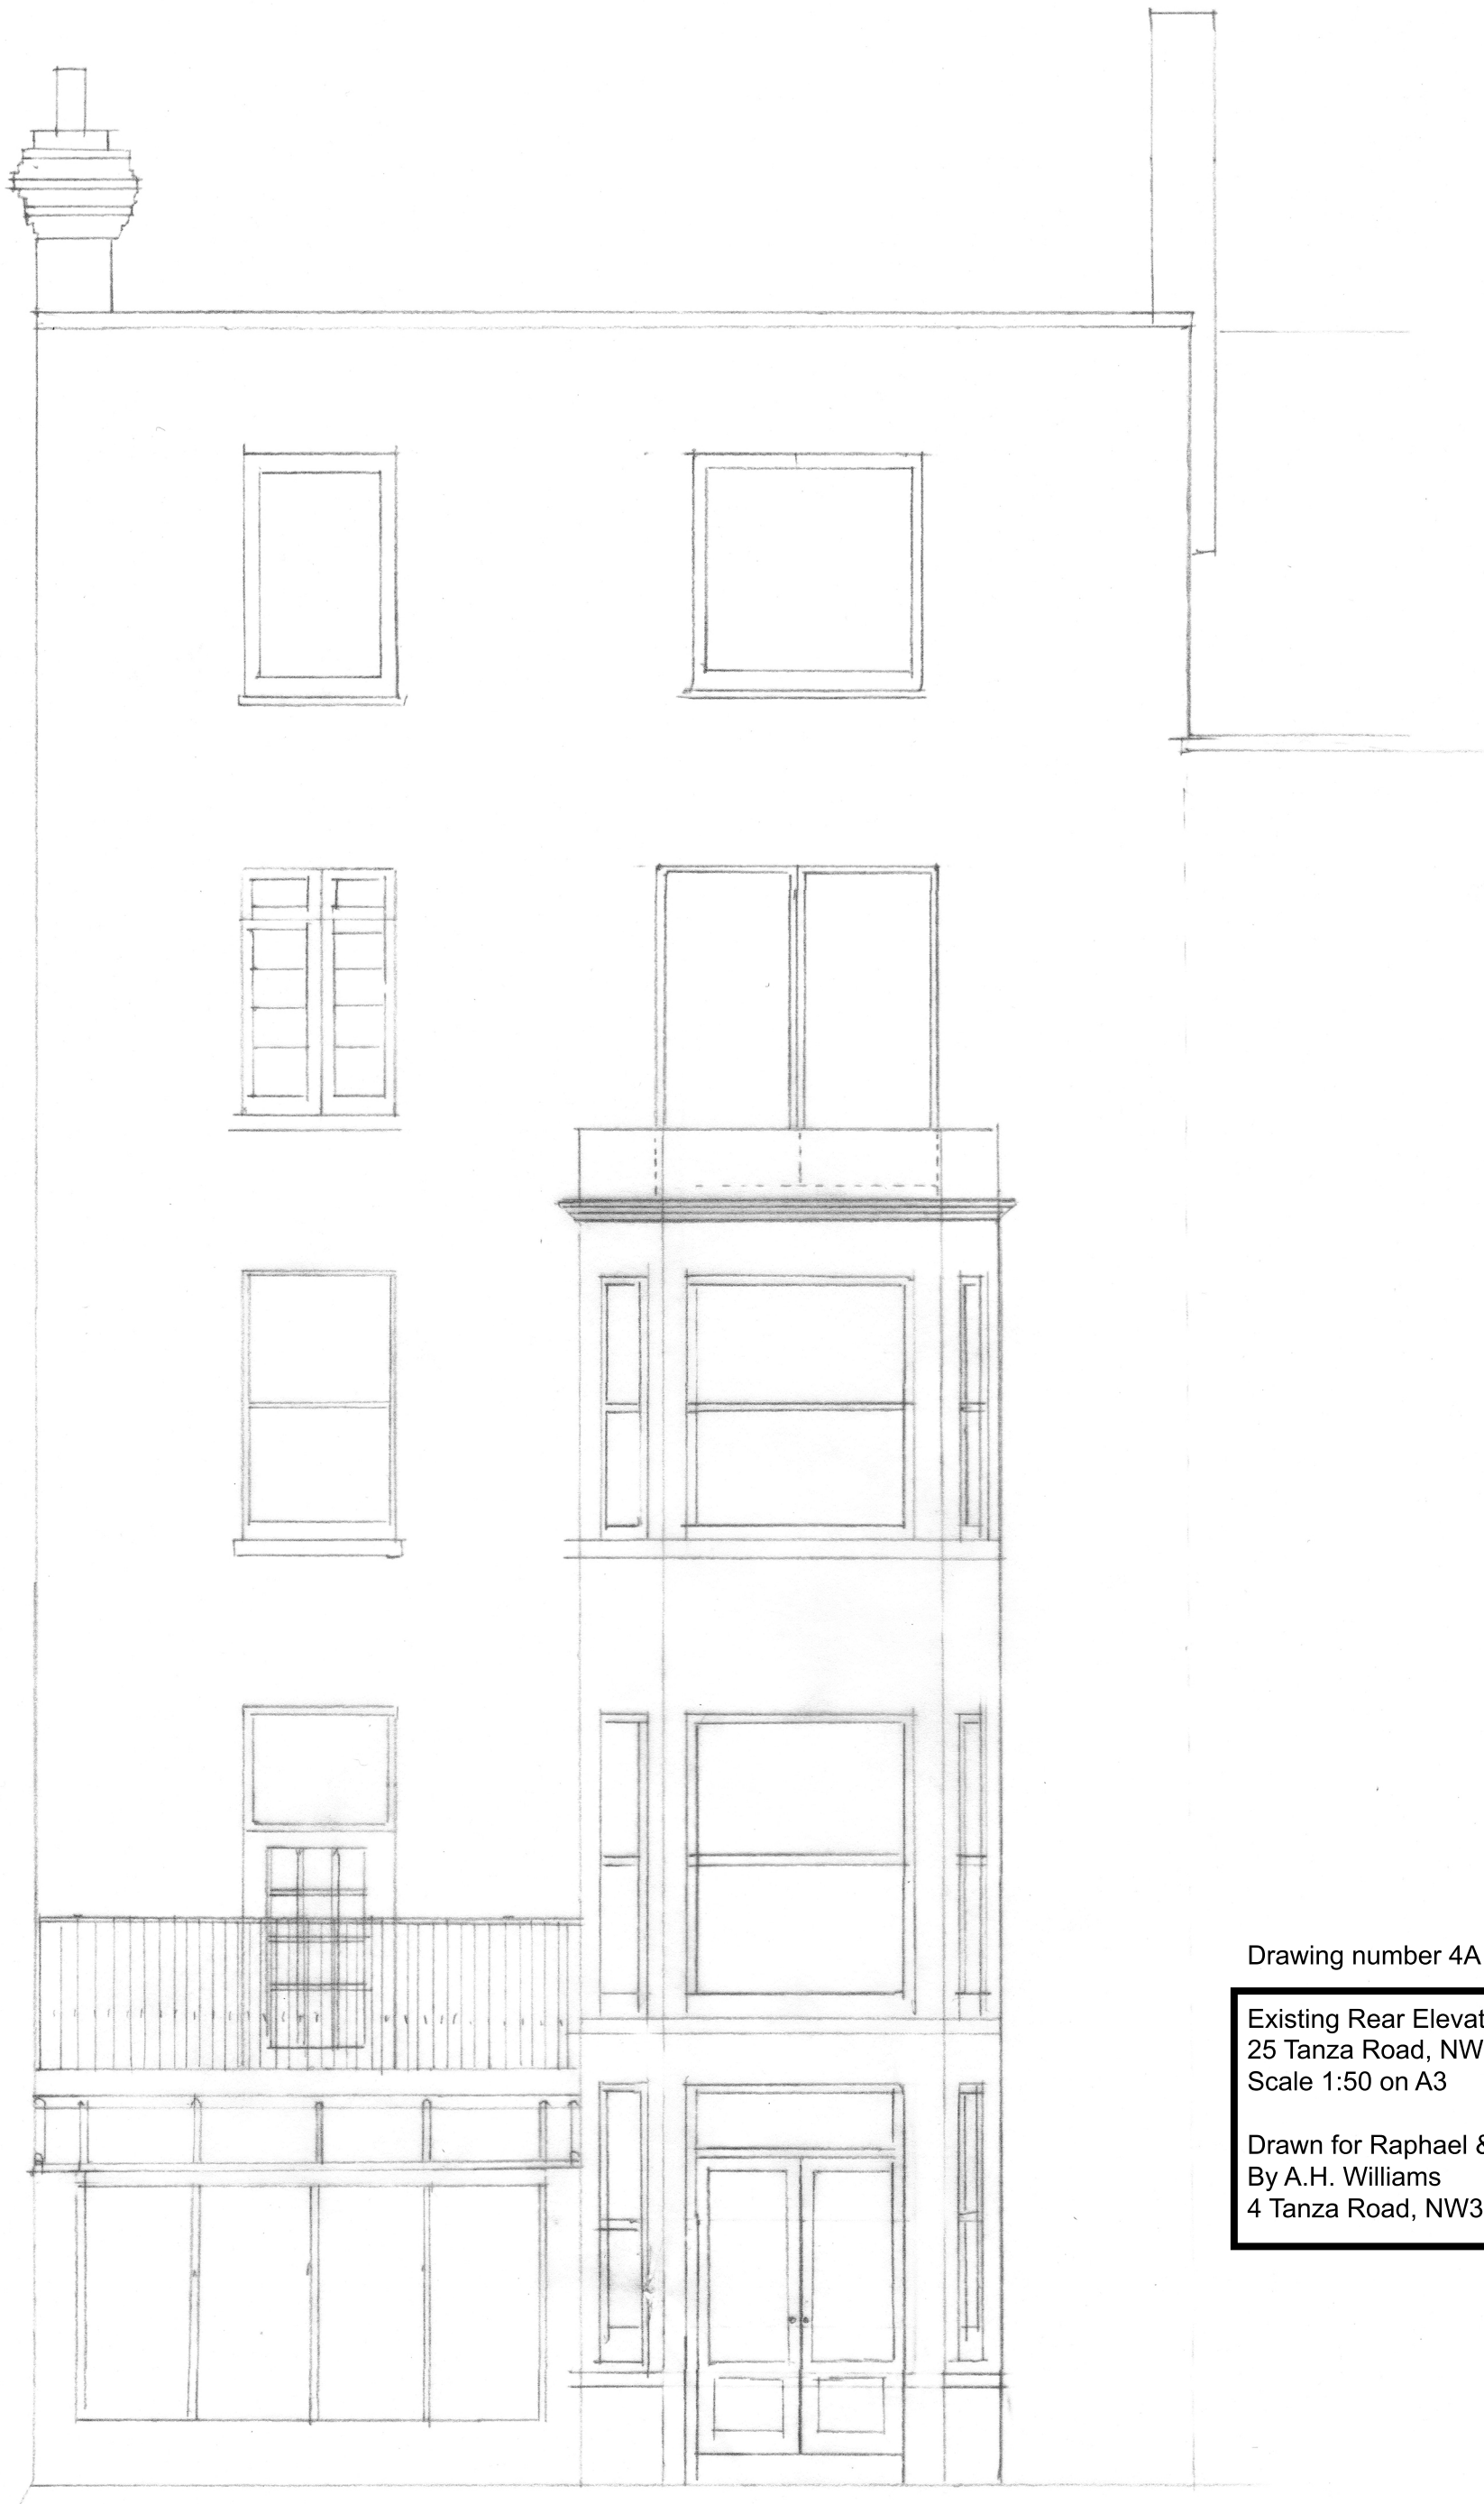 Drawing number 4A
Existing Rear Elevat
25 Tanza Road, NW
Scale 1:50 on A3
Drawn for Raphael &
By A.H. Williams
4 Tanza Road, NW3